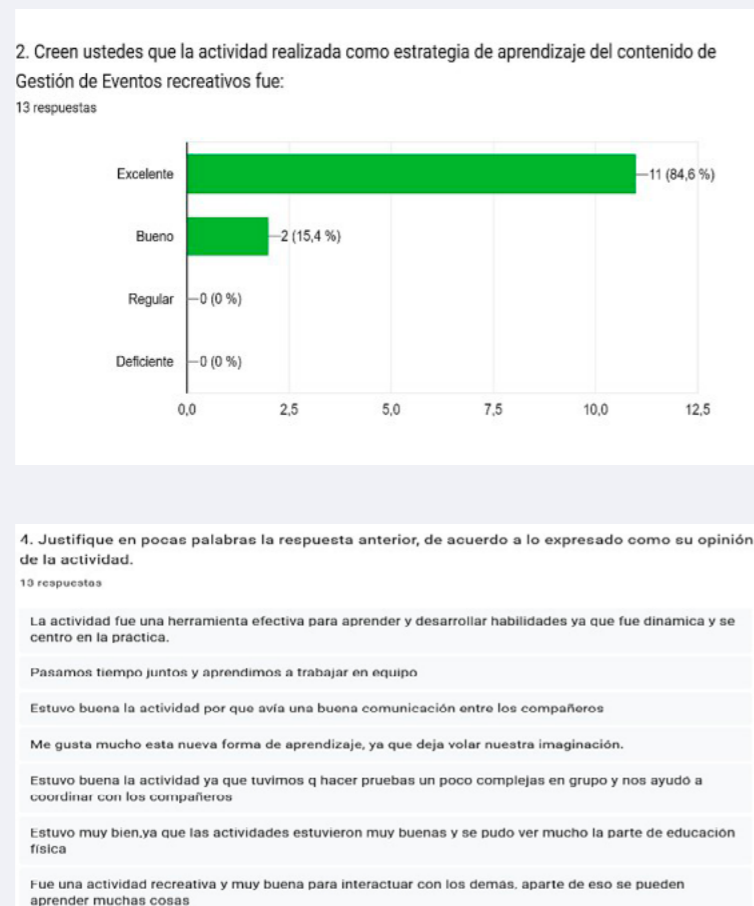 2. Creen ustedes que la actividad realizada como estrategia de aprendizaje del contenido de
Gestión de Eventos recreativos fue:
13 respuestas
Excelente
11 (84,6 %)
Bueno
2 (15,4 %)
Regular
0 (0 %)
Deficiente
0 (0 %)
0,0 2,5 5,0 7,5 10,0 12,5
4. Justifique en pocas palabras la respuesta anterior, de acuerdo a lo expresado como su opinión
de la actividad.
13 respuestas
La actividad fue una herramienta efectiva para aprender y desarrollar habilidades ya que fue dinamica y se
centro en la practica.
Pasamos tiempo juntos y aprendimos a trabajar en equipo
Estuvo buena la actividad por que avía una buena comunicación entre los compañeros
Me gusta mucho esta nueva forma de aprendizaje, ya que deja volar nuestra imaginación.
Estuvo buena la actividad ya que tuvimos q hacer pruebas un poco complejas en grupo y nos ayudó a
coordinar con los compañeros
Estuvo muy bien,ya que las actividades estuvieron muy buenas y se pudo ver mucho la parte de educación
física
Fue una actividad recreativa y muy buena para interactuar con los demás, aparte de eso se pueden
aprender muchas cosas